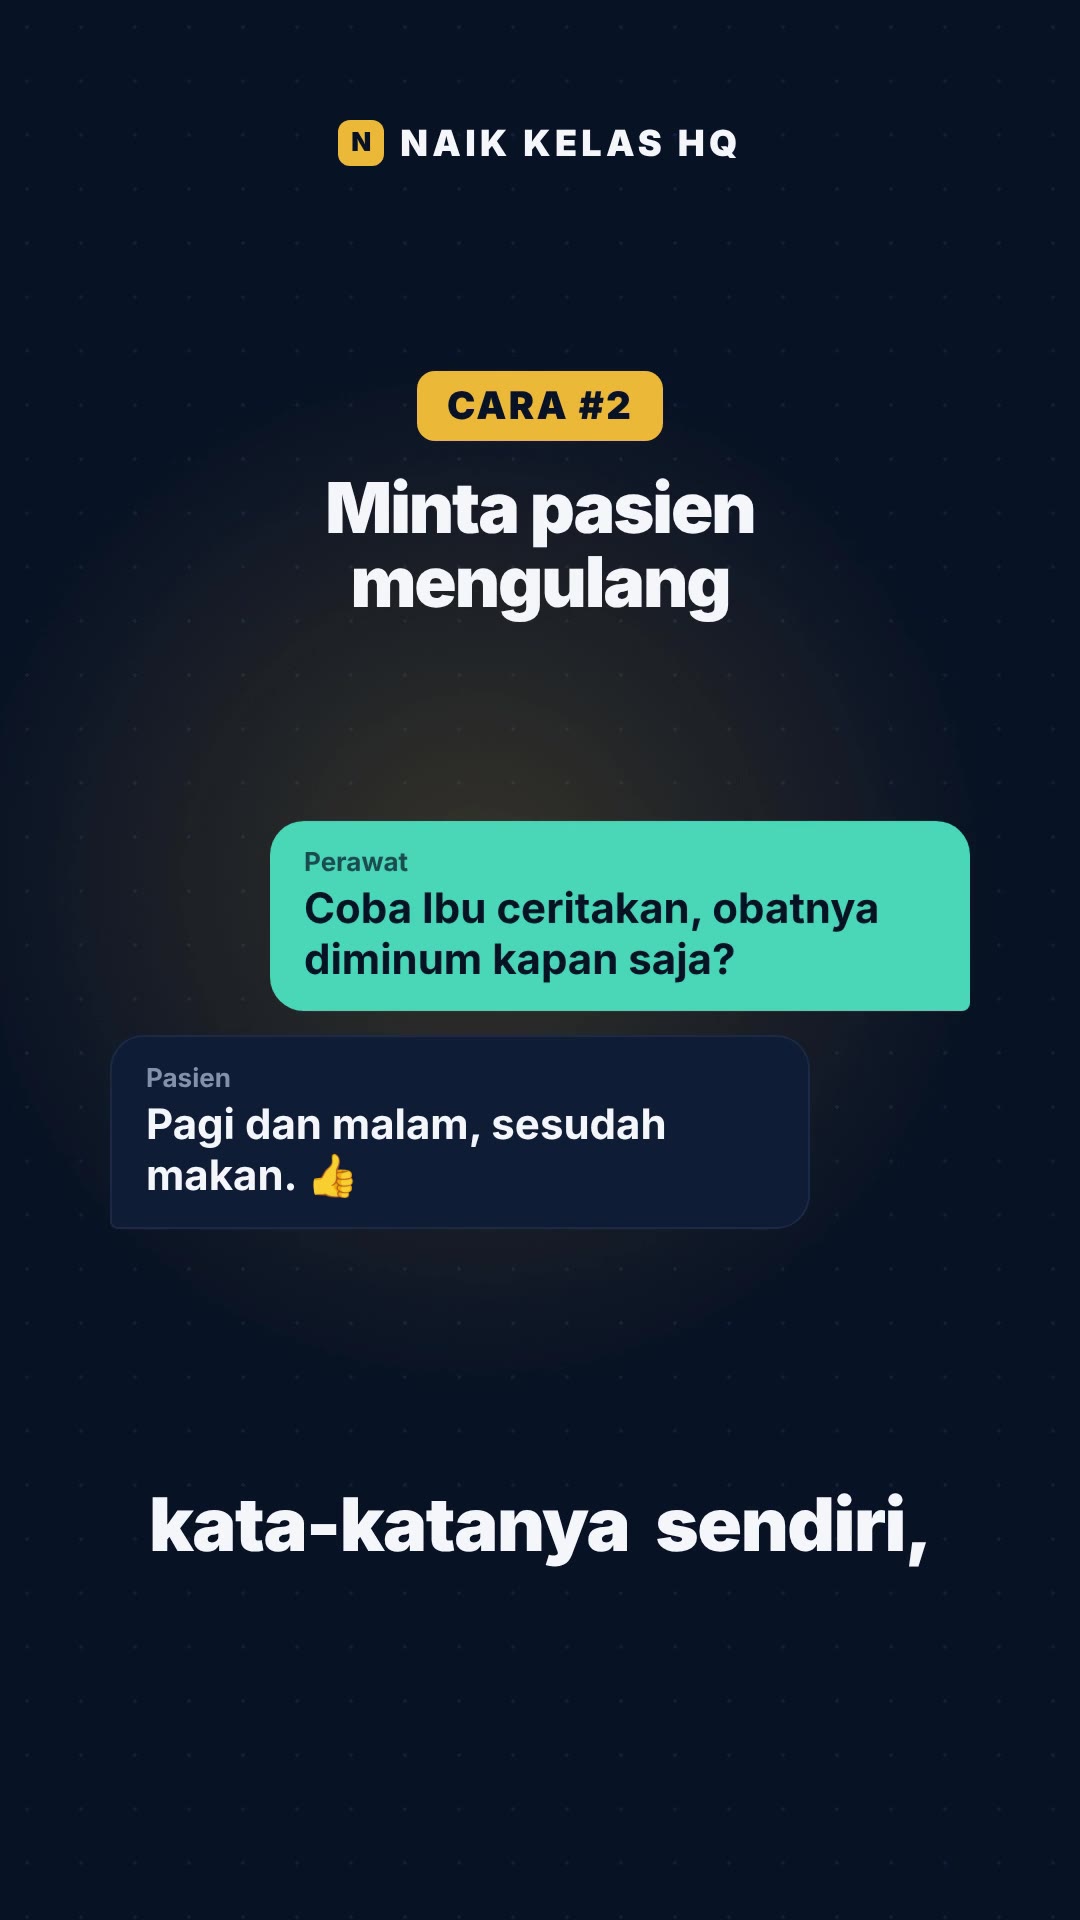 N NAIK KELAS HQ
CARA #2
Minta pasien
mengulang
Perawat
Coba Ibu ceritakan, obatnya
diminum kapan saja?
Pasien
Pagi dan malam, sesudah
makan. 👍
kata-katanya sendiri,